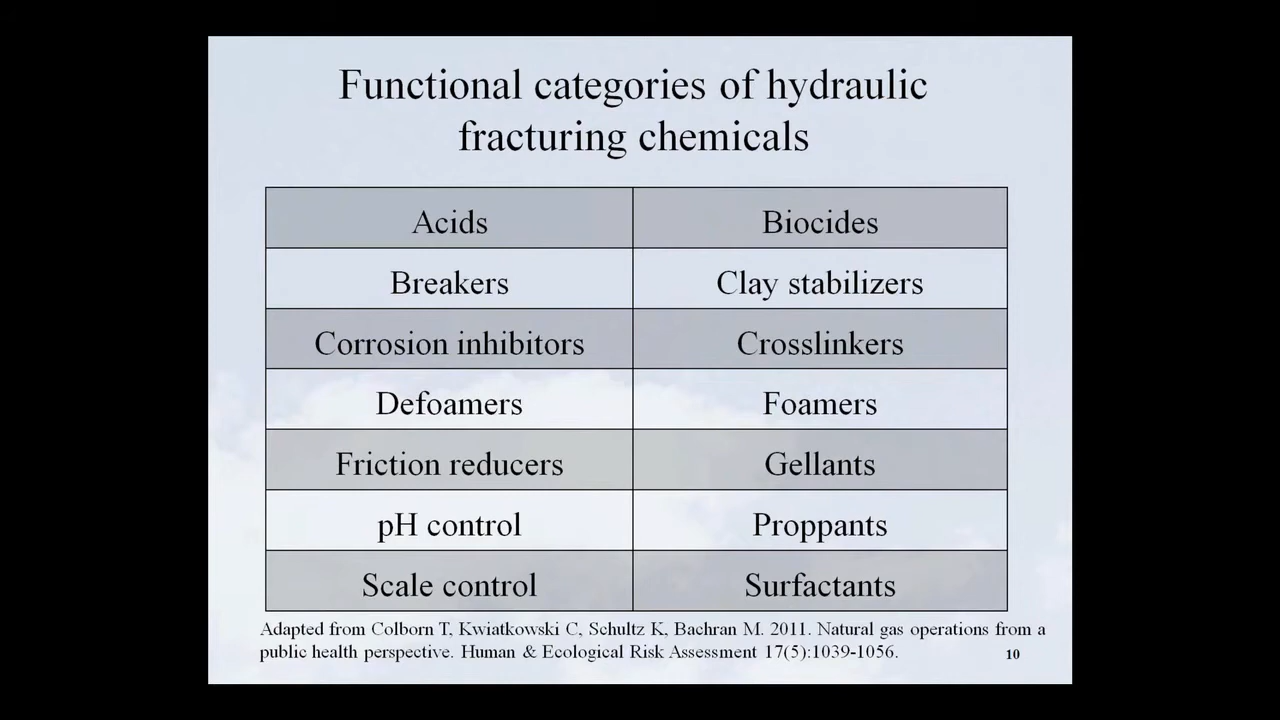 Functional categories of hydraulic
fracturing chemicals
Acids Biocides
Breakers Clay stabilizers
Corrosion inhibitors Crosslinkers
Defoamers Foamers
Friction reducers Gellants
pH control Proppants
Scale control Surfactants
Adapted from Colborn T, Kwiatkowski C, Schultz K, Bachran M. 2011. Natural gas operations from a
public health perspective. Human & Ecological Risk Assessment 17(5):1039-1056.
10